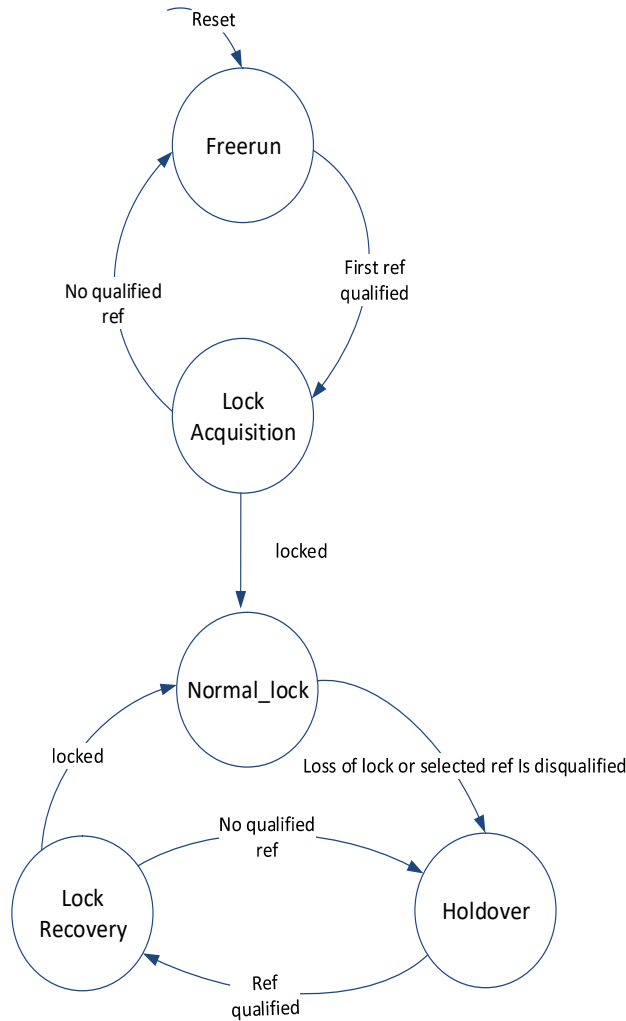 Reset
Freerun
First ref
qualified
No qualified
ref
Lock
Acquisition
locked
Normal_lock
locked
Loss of lock or selected ref Is disqualified
No qualified
ref
Lock
Recovery
Holdover
Ref
qualified